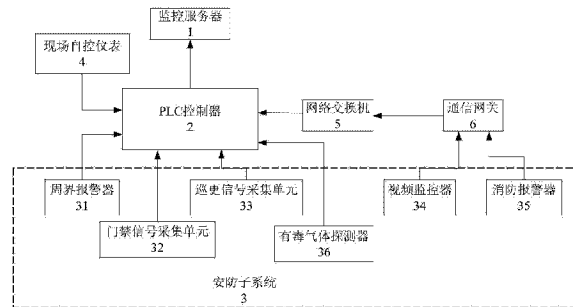 监控服务器
1
现场自控仪表
4
PLC控制器
2
网络交换机
5
通信网关
6
周界报警器
31
门禁信号采集单元
32
巡更信号采集单元
33
有毒气体探测器
36
视频监控器
34
消防报警器
35
安防子系统
3